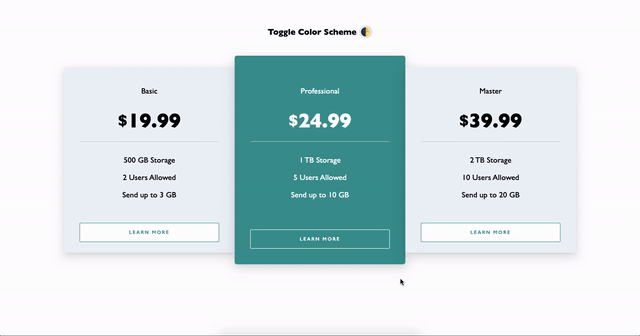 Toggle Color Scheme
Basic
$19.99
500 GB Storage
2 Users Allowed
Send up to 3 GB
LEARN MORE
Professional
$24.99
1 TB Storage
5 Users Allowed
Send up to 10 GB
LEARN MORE
Master
$39.99
2 TB Storage
10 Users Allowed
Send up to 20 GB
LEARN MORE